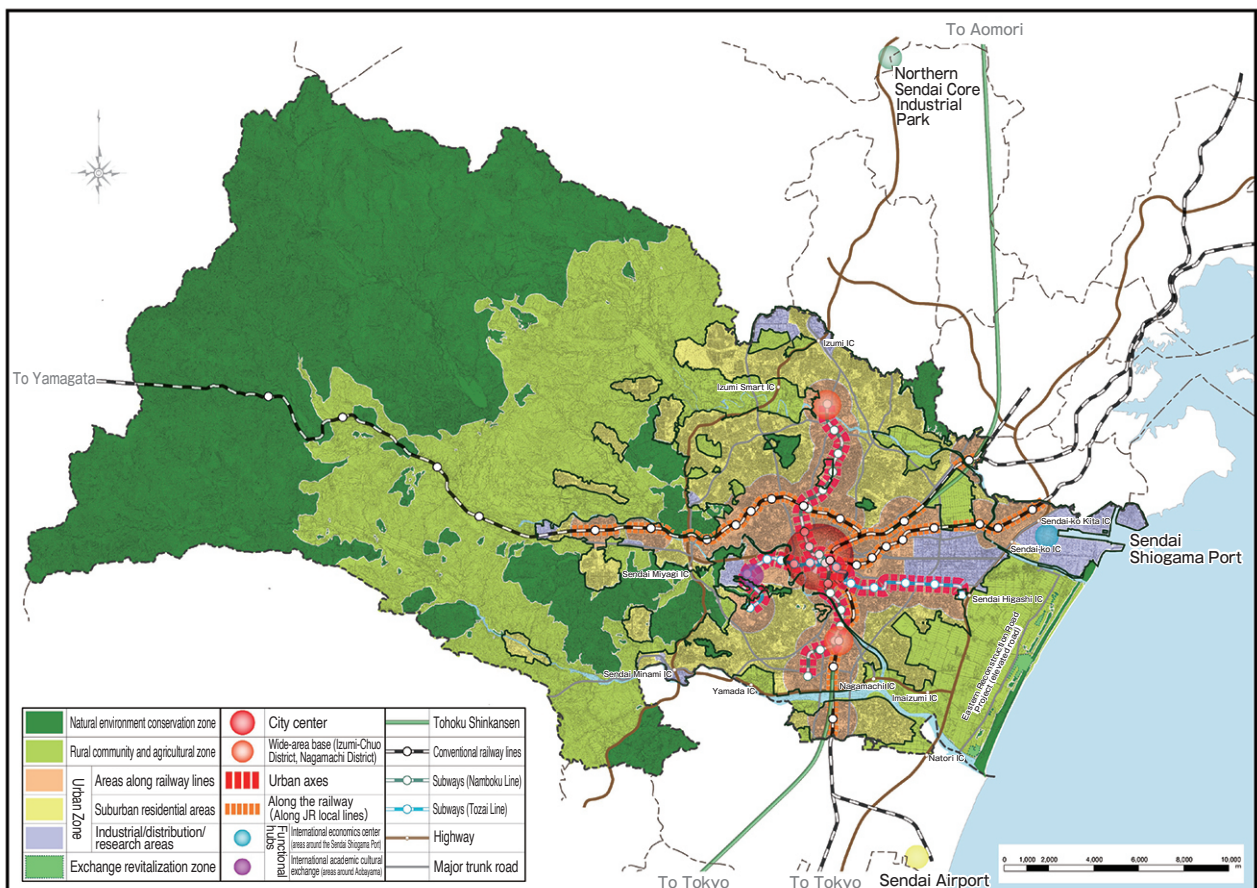 To Aomori
Northern
Sendai Core
Industrial
Park
To Yamagata
Izumi IC
Izumi Smart IC
Sendai-ko Kita IC
Sendai-ko IC
Sendai
Shiogama Port
Sendai Miyagi IC
Sendai Higashi IC
Eastern Reconstruction Road
Project (elevated road)
Sendai Minami IC
Yamada IC
Nagamachi IC
Imaizumi IC
Natori IC
Natural environment conservation zone
Rural community and agricultural zone
Urban Zone
Areas along railway lines
Suburban residential areas
Industrial/distribution/
research areas
Exchange revitalization zone
City center
Wide-area base (Izumi-Chuo
District, Nagamachi District)
Urban axes
Along the railway
(Along JR local lines)
Functional
hubs
International economics center
(areas around the Sendai Shiogama Port)
International academic cultural
exchange (areas around Aobayama)
Tohoku Shinkansen
Conventional railway lines
Subways (Namboku Line)
Subways (Tozai Line)
Highway
Major trunk road
To Tokyo
To Tokyo
Sendai Airport
0 1,000 2,000 4,000 6,000 8,000 10,000
m